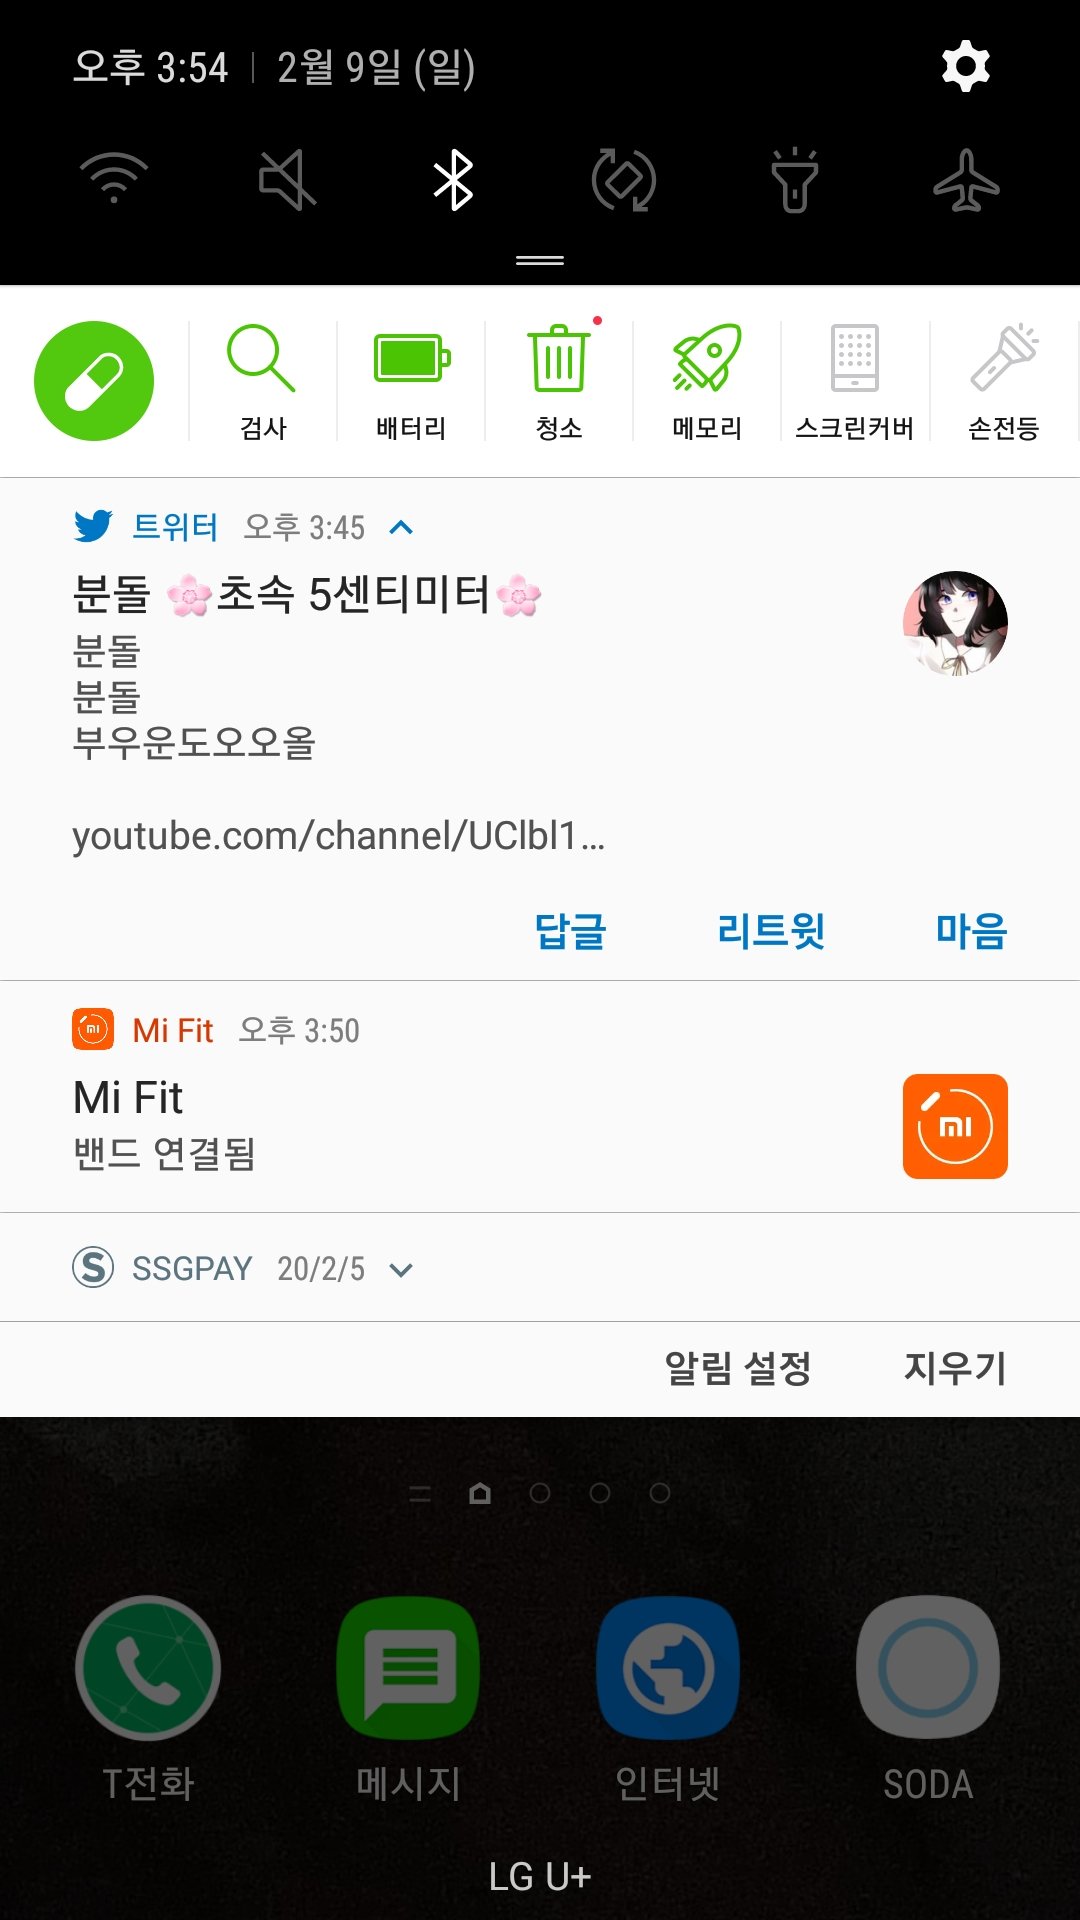 오후 3:54 | 2월 9일 (일)
검사 배터리 청소 메모리 스크린커버 손전등
트위터 오후 3:45
분돌 🌸초속 5센티미터🌸
분돌
분돌
부우운도오오올
youtube.com/channel/UClbl1...
답글 리트윗 마음
Mi Fit 오후 3:50
Mi Fit
밴드 연결됨
SSGPAY 20/2/5
알림 설정 지우기
T전화 메시지 인터넷 SODA
LG U+